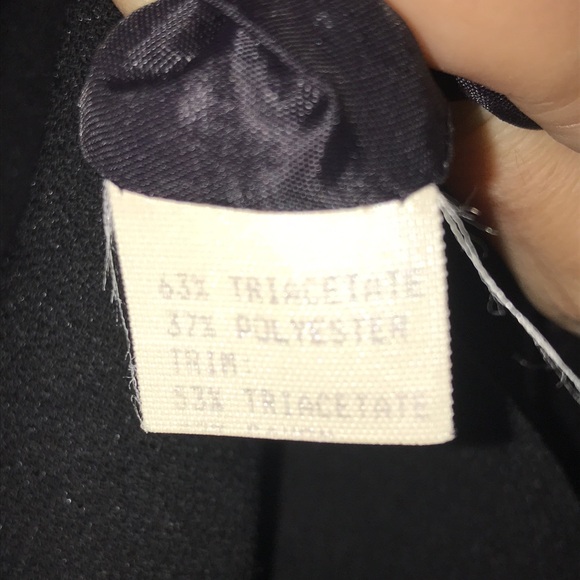 63% TRIACETATE
37% POLYESTER
TRIM:
53% TRIACETATE